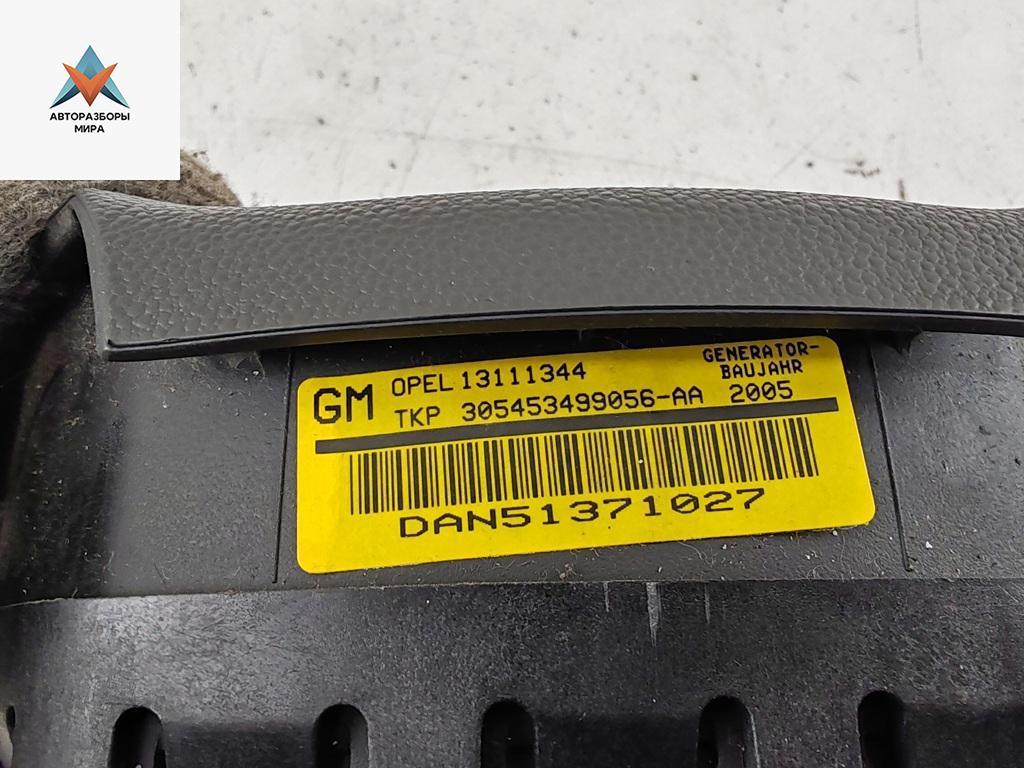 АВТОРАЗБОРЫ
МИРА
GM OPEL 13111344
TKP 305453499056-AA
GENERATOR-
BAUJAHR
2005
DAN51371027